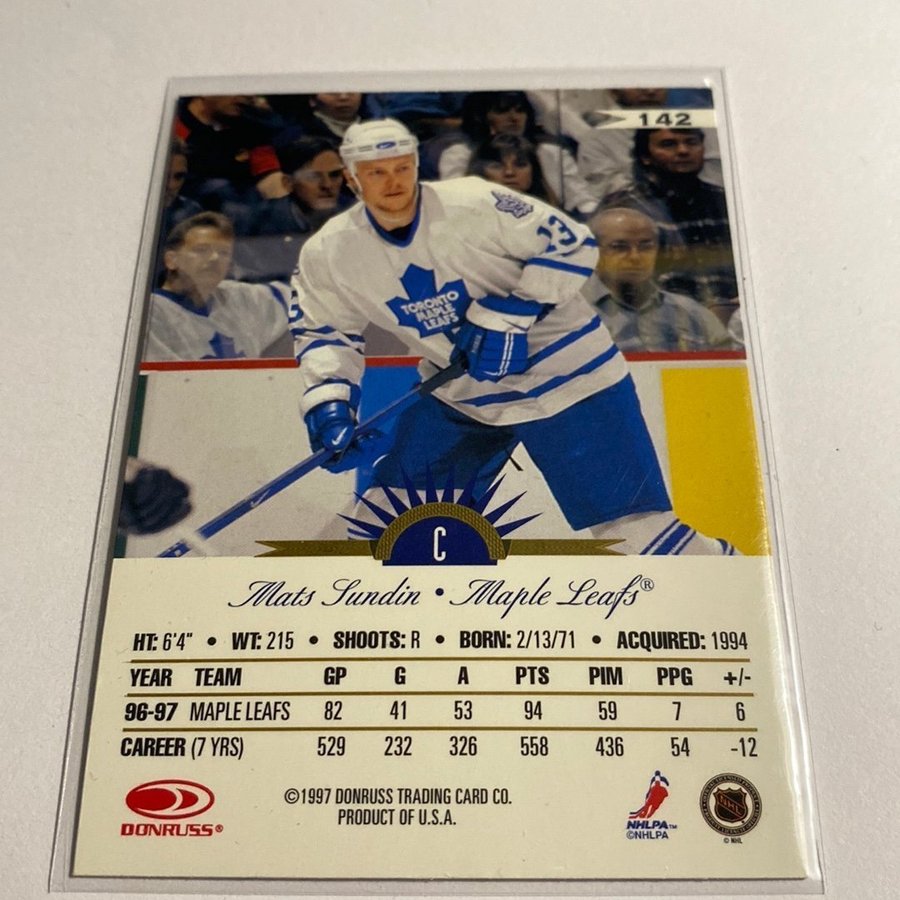 142
13
TORONTO
MAPLE
LEAFS
C
Mats Sundin • Maple Leafs®
HT: 6'4" • WT: 215 • SHOOTS: R • BORN: 2/13/71 • ACQUIRED: 1994
YEAR TEAM GP G A PTS PIM PPG +/-
96-97 MAPLE LEAFS 82 41 53 94 59 7 6
CAREER (7 YRS) 529 232 326 558 436 54 -12
DONRUSS®
©1997 DONRUSS TRADING CARD CO.
PRODUCT OF U.S.A.
NHLPA™
©NHLPA
NHL
© NHL